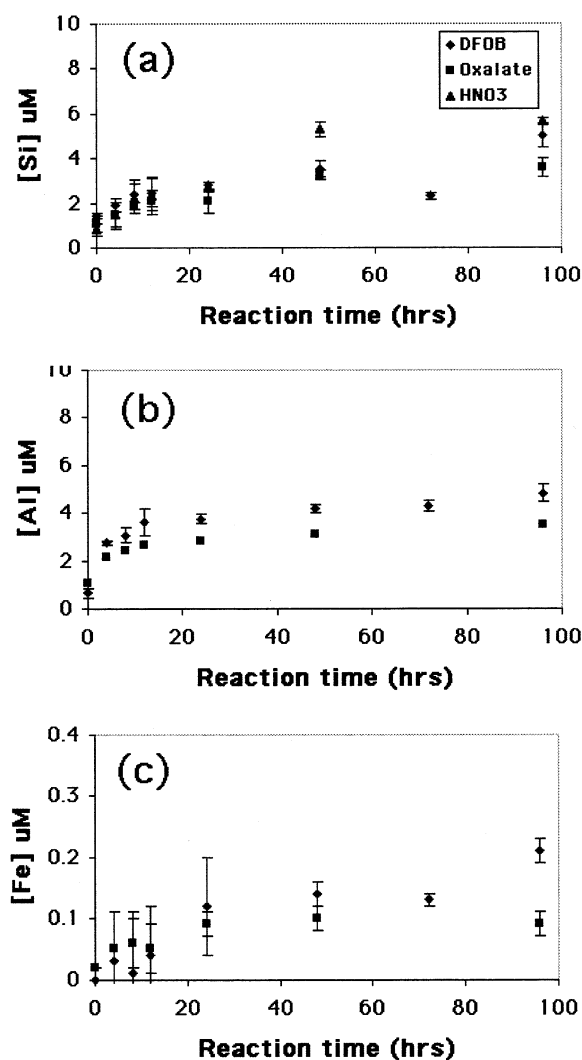 (a)
DFOB
Oxalate
HNO3
[Si] uM
10
8
6
4
2
0
0 20 40 60 80 100
Reaction time (hrs)
(b)
[Al] uM
10
8
6
4
2
0
0 20 40 60 80 100
Reaction time (hrs)
(c)
[Fe] uM
0.4
0.3
0.2
0.1
0
0 20 40 60 80 100
Reaction time (hrs)